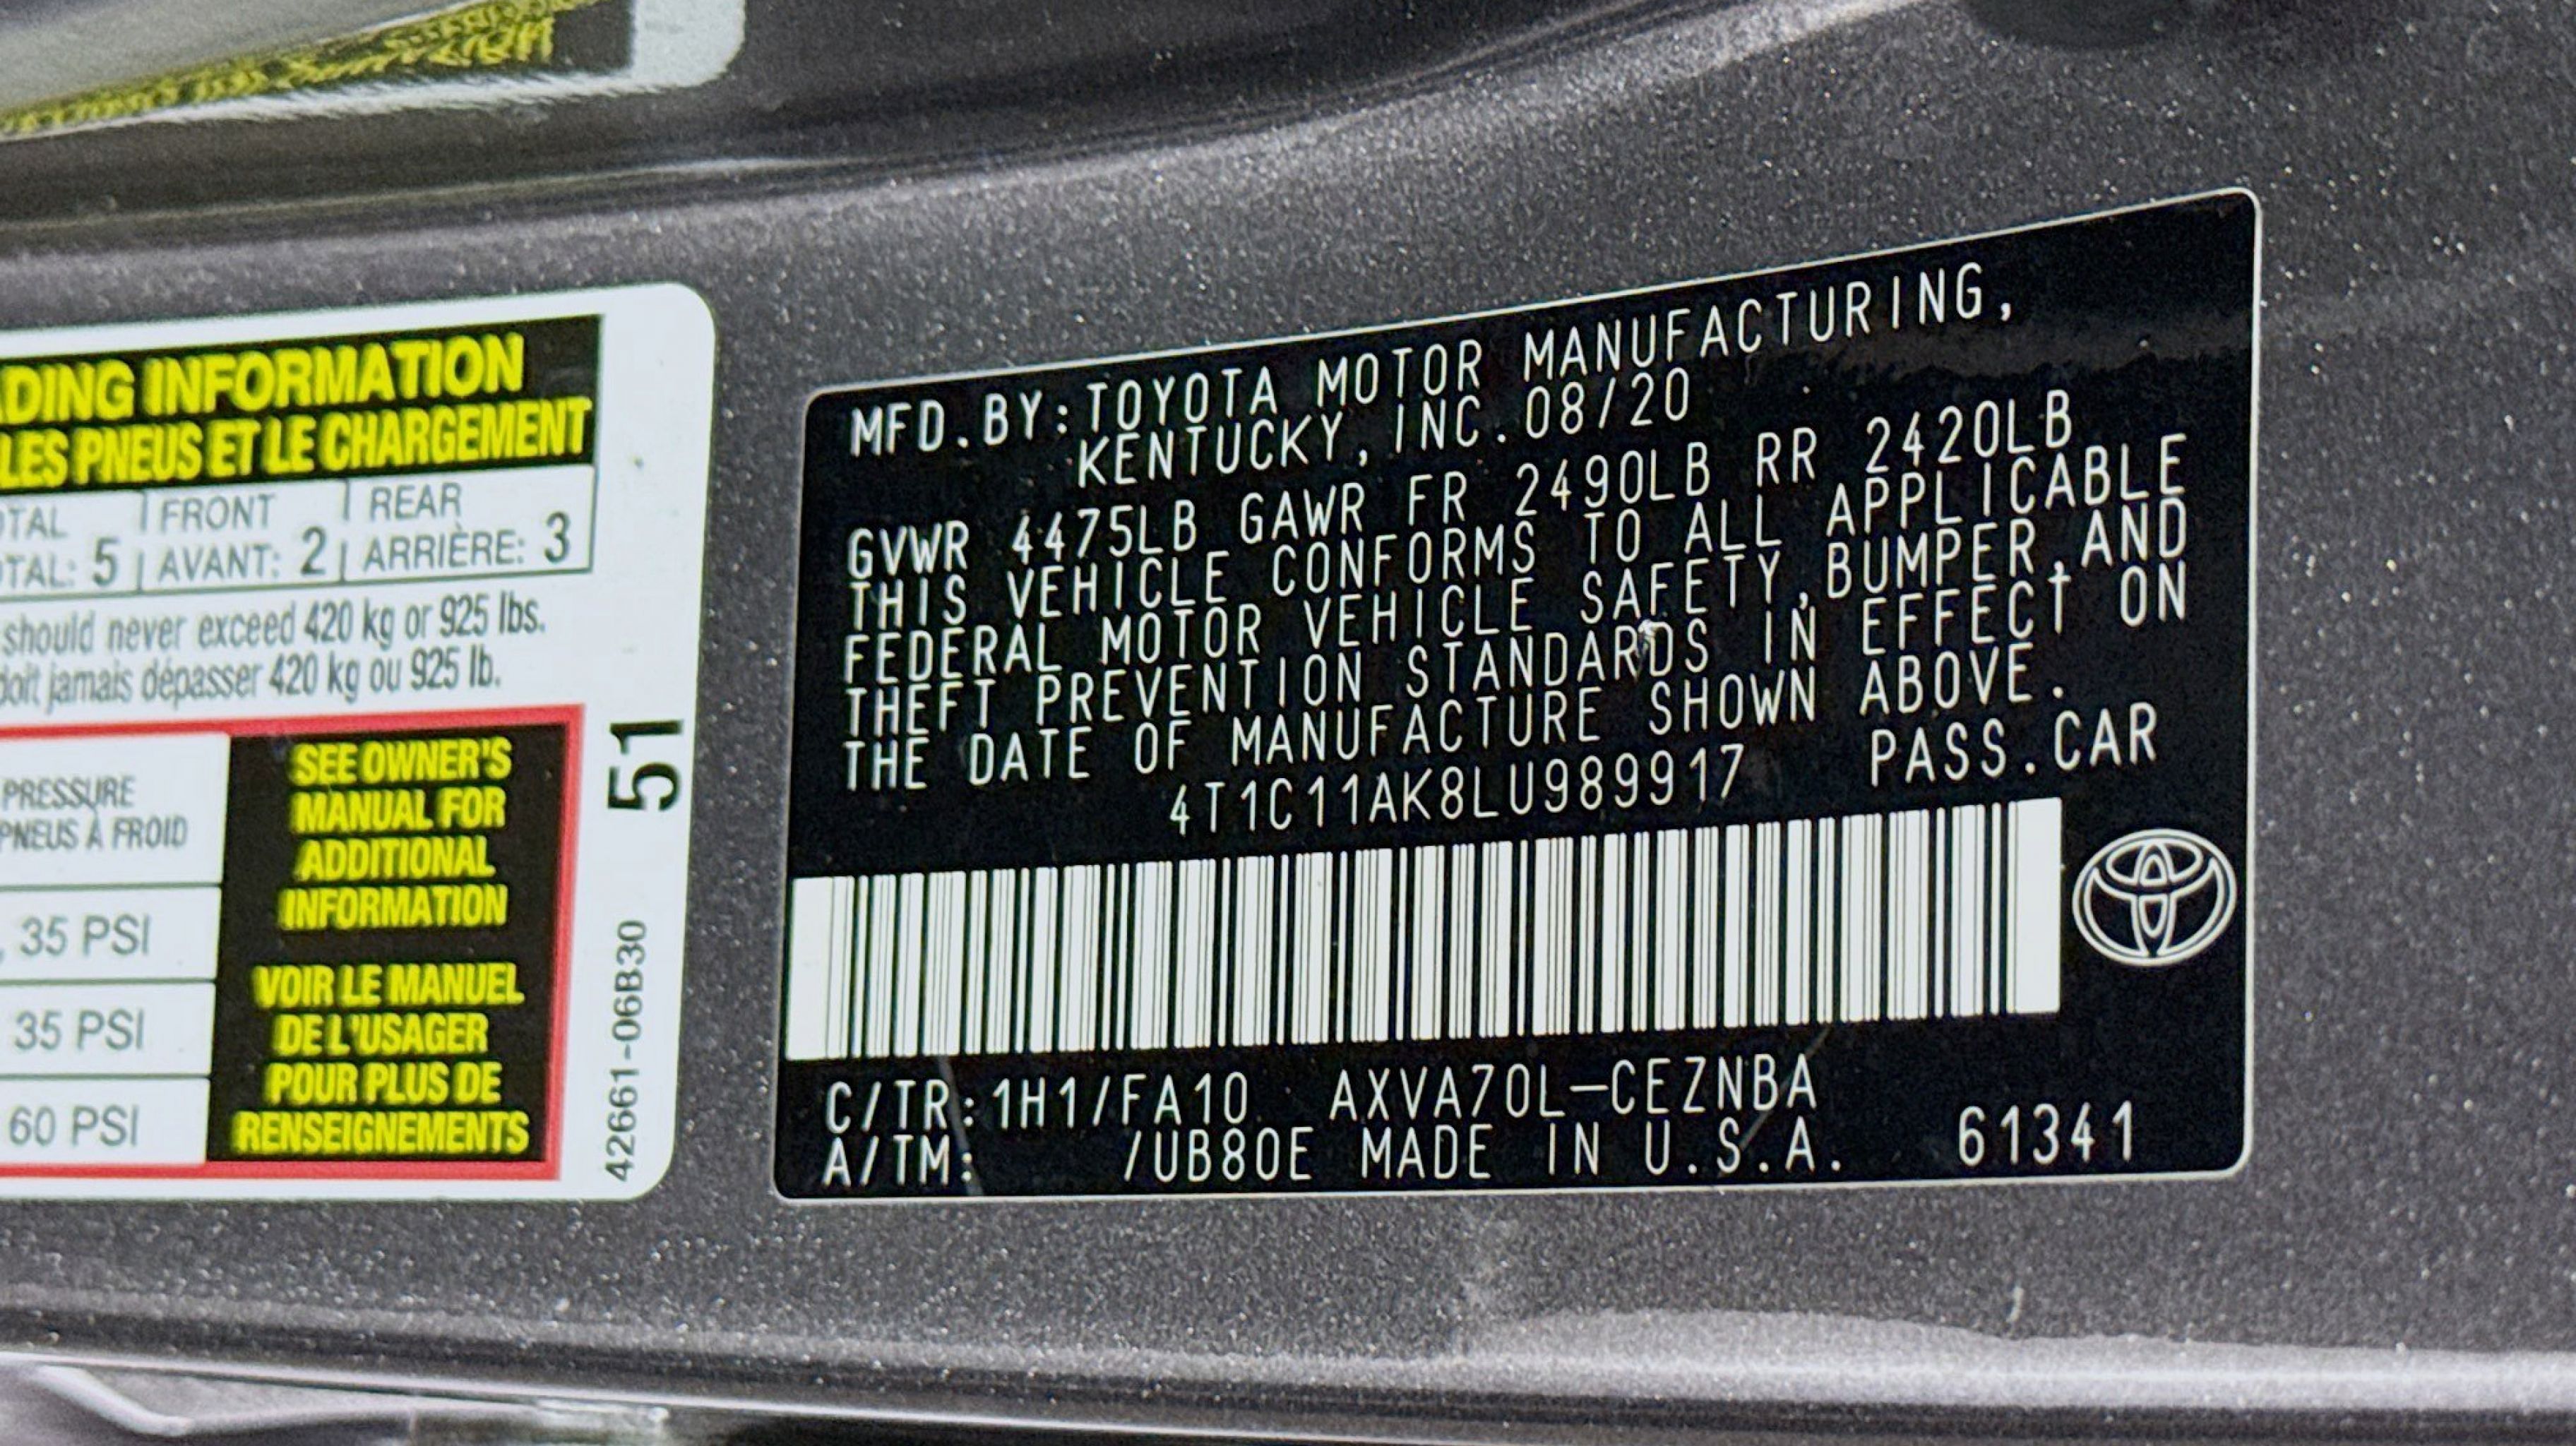 ADING INFORMATION
LES PNEUS ET LE CHARGEMENT
OTAL FRONT REAR
OTAL: 5 AVANT: 2 ARRIÈRE: 3
should never exceed 420 kg or 925 lbs.
doit jamais dépasser 420 kg ou 925 lb.
PRESSURE
PNEUS À FROID
, 35 PSI
35 PSI
60 PSI
SEE OWNER'S
MANUAL FOR
ADDITIONAL
INFORMATION
VOIR LE MANUEL
DE L'USAGER
POUR PLUS DE
RENSEIGNEMENTS
51
42661-06B30
MFD.BY:TOYOTA MOTOR MANUFACTURING,
KENTUCKY, INC.08/20
GVWR 4475LB GAWR FR 2490LB RR 2420LB
THIS VEHICLE CONFORMS TO ALL APPLICABLE
FEDERAL MOTOR VEHICLE SAFETY,BUMPER,AND
THEFT PREVENTION STANDARDS IN EFFECT ON
THE DATE OF MANUFACTURE SHOWN ABOVE.
4T1C11AK8LU989917 PASS.CAR
C/TR:1H1/FA10 AXVA70L-CEZNBA
A/TM: /UB80E MADE IN U.S.A. 61341